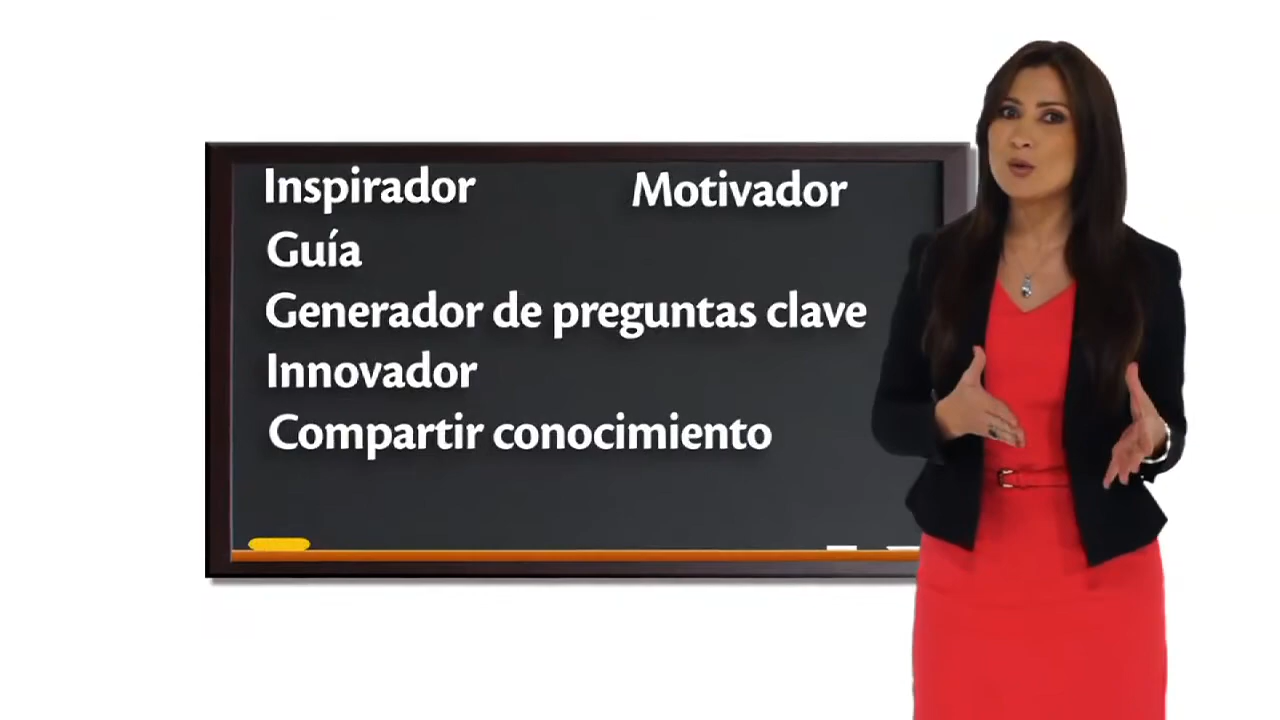 Inspirador Motivador
Guía
Generador de preguntas clave
Innovador
Compartir conocimiento